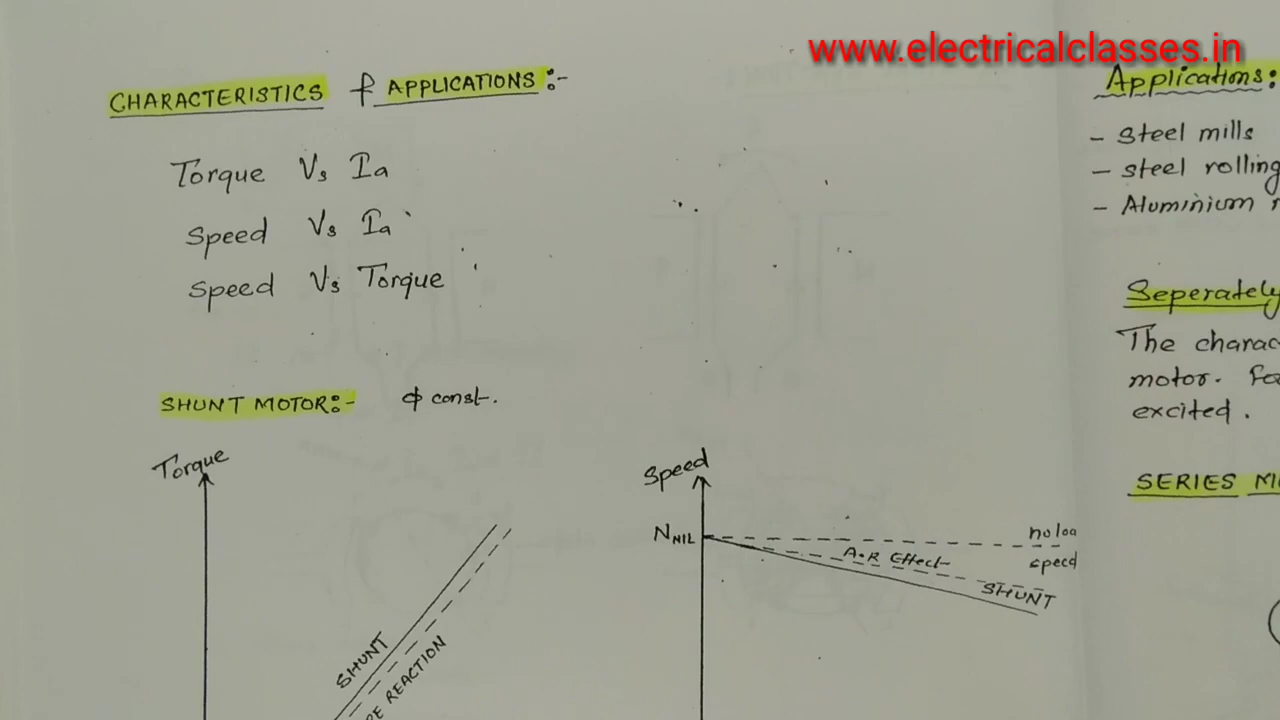 www.electricalclasses.in
CHARACTERISTICS & APPLICATIONS:-
Torque Vs Ia
Speed Vs Ia
Speed Vs Torque
SHUNT MOTOR:- ϕ const.
Torque
SHUNT
REACTION
Speed
NNIL
no loa
speed
A.R Effect
SHUNT
Applications:
- Steel mills
- steel rolling
- Aluminium
Seperately
The charac
motor. Fo
excited.
SERIES M